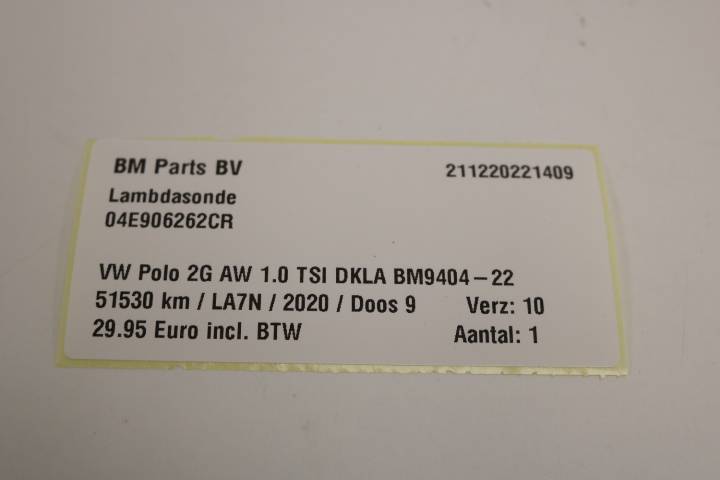 BM Parts BV 211220221409
Lambdasonde
04E906262CR
VW Polo 2G AW 1.0 TSI DKLA BM9404-22
51530 km / LA7N / 2020 / Doos 9 Verz: 10
29.95 Euro incl. BTW Aantal: 1